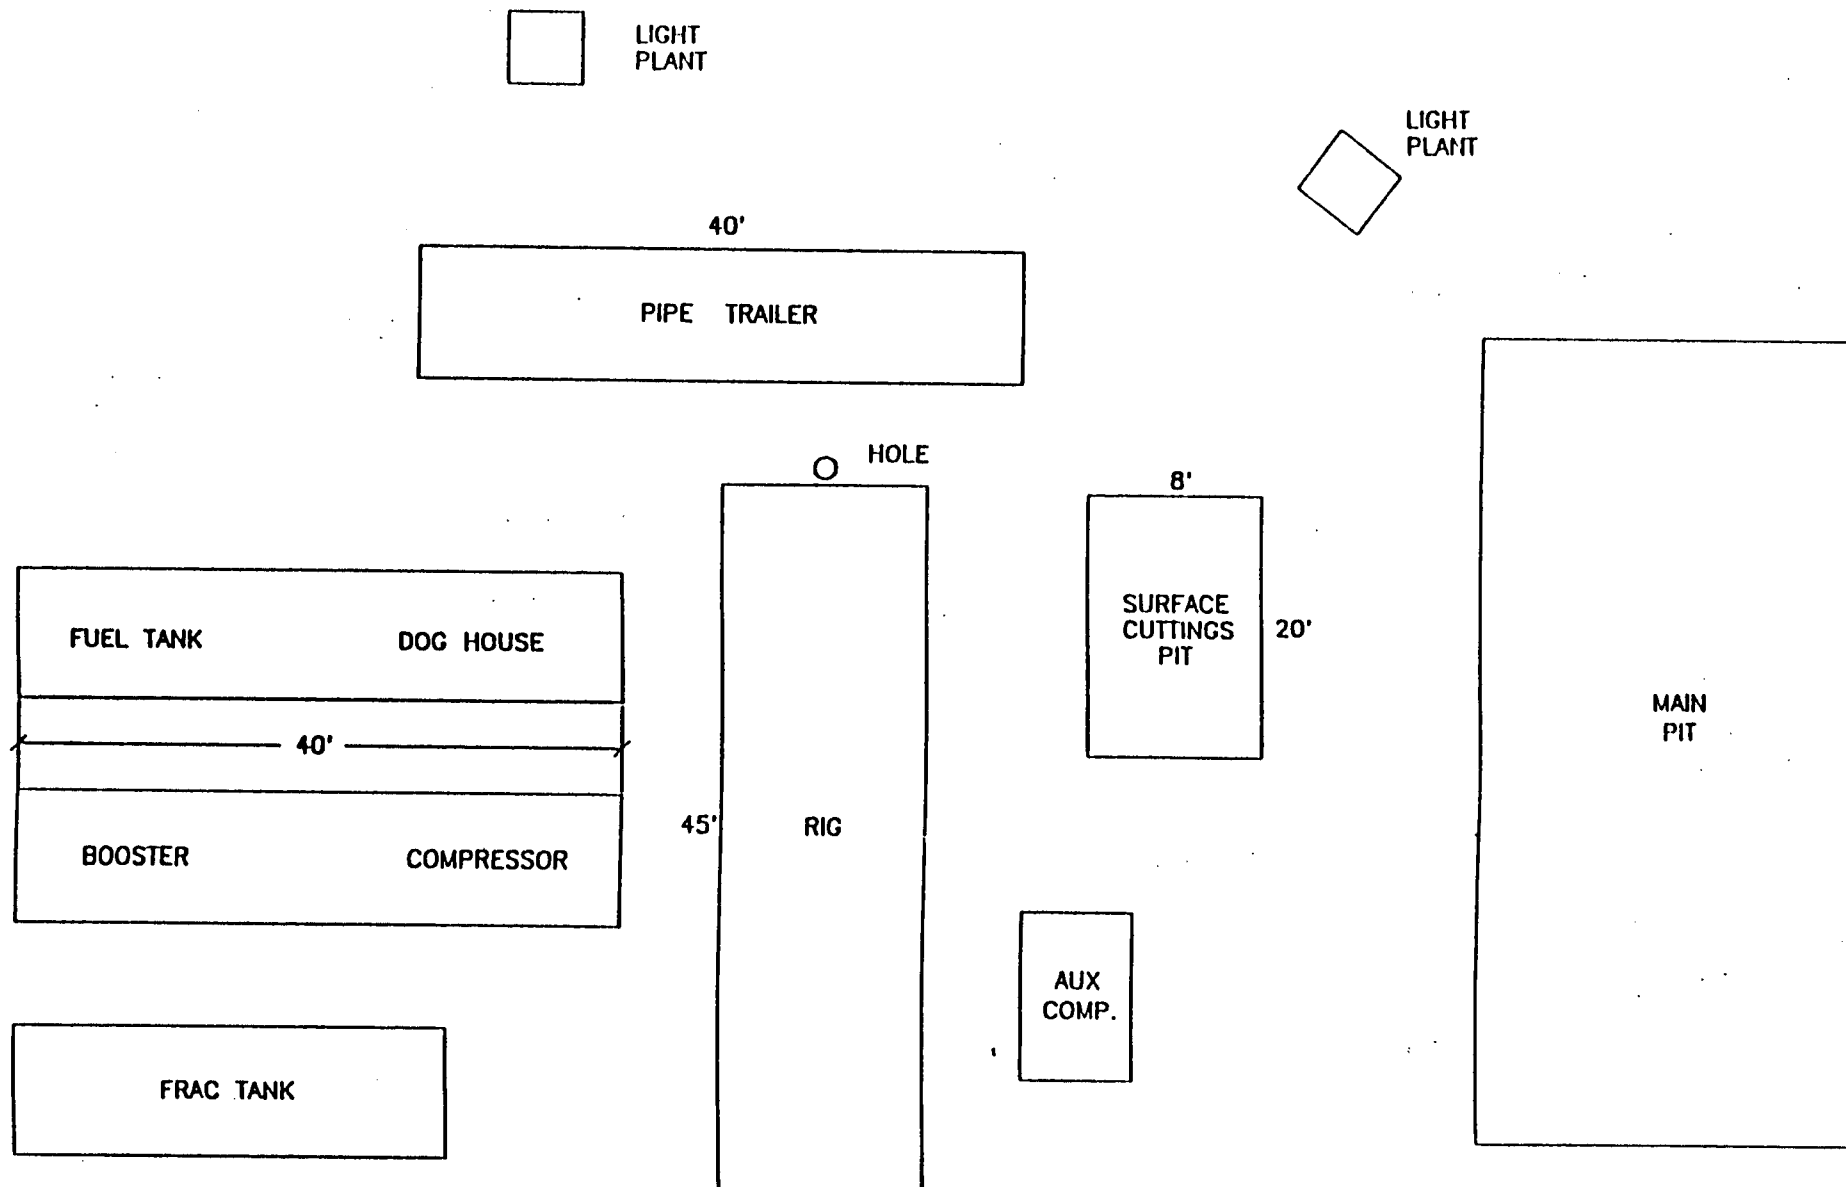 LIGHT
PLANT
LIGHT
PLANT
40'
PIPE TRAILER
HOLE
8'
SURFACE
CUTTINGS
PIT
20'
FUEL TANK DOG HOUSE
40'
BOOSTER COMPRESSOR
45'
RIG
MAIN
PIT
AUX
COMP.
FRAC TANK